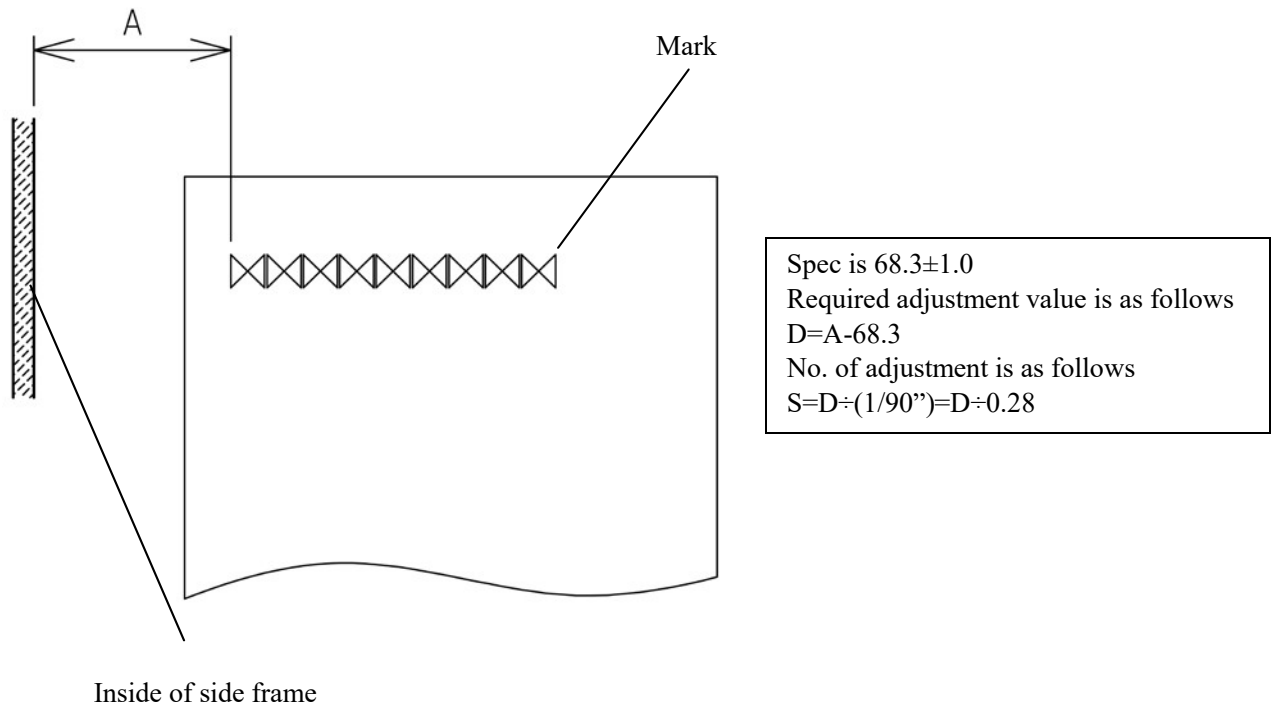 A
Mark
Spec is 68.3±1.0
Required adjustment value is as follows
D=A-68.3
No. of adjustment is as follows
S=D÷(1/90”)=D÷0.28
Inside of side frame